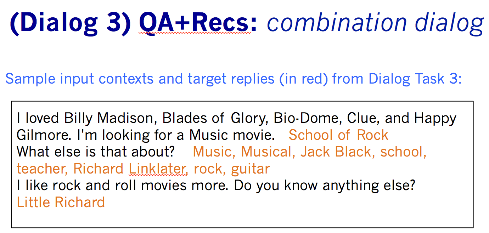 (Dialog 3) QA+Recs: combination dialog
Sample input contexts and target replies (in red) from Dialog Task 3:
I loved Billy Madison, Blades of Glory, Bio-Dome, Clue, and Happy
Gilmore. I'm looking for a Music movie. School of Rock
What else is that about? Music, Musical, Jack Black, school,
teacher, Richard Linklater, rock, guitar
I like rock and roll movies more. Do you know anything else?
Little Richard